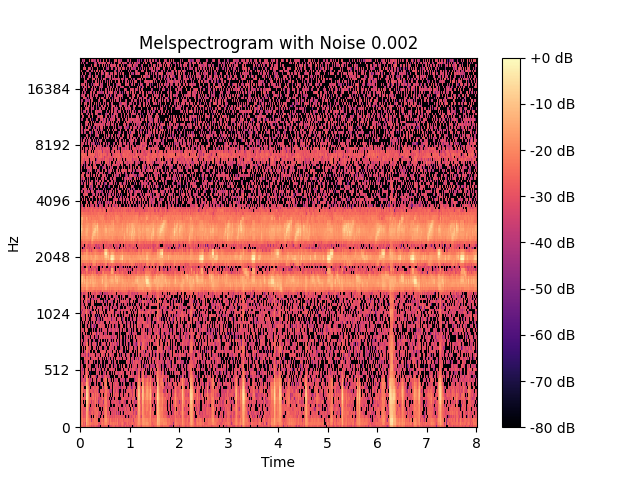 Melspectrogram with Noise 0.002
Hz
16384
8192
4096
2048
1024
512
0
0 1 2 3 4 5 6 7 8
Time
+0 dB
-10 dB
-20 dB
-30 dB
-40 dB
-50 dB
-60 dB
-70 dB
-80 dB